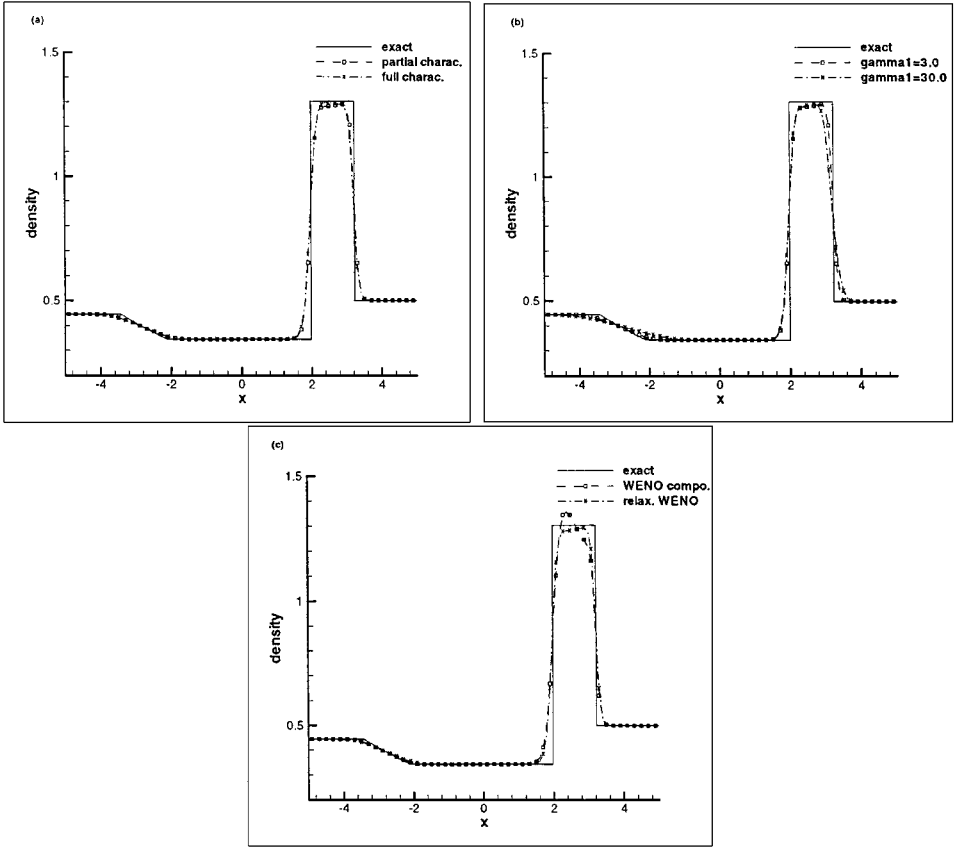 (a)
exact
partial charac.
full charac.
1.5
1
0.5
density
-4
-2
0
2
4
x
(b)
exact
gamma1=3.0
gamma1=30.0
1.5
1
0.5
density
-4
-2
0
2
4
x
(c)
exact
WENO compo.
relax. WENO
1.5
1
0.5
density
-4
-2
0
2
4
x